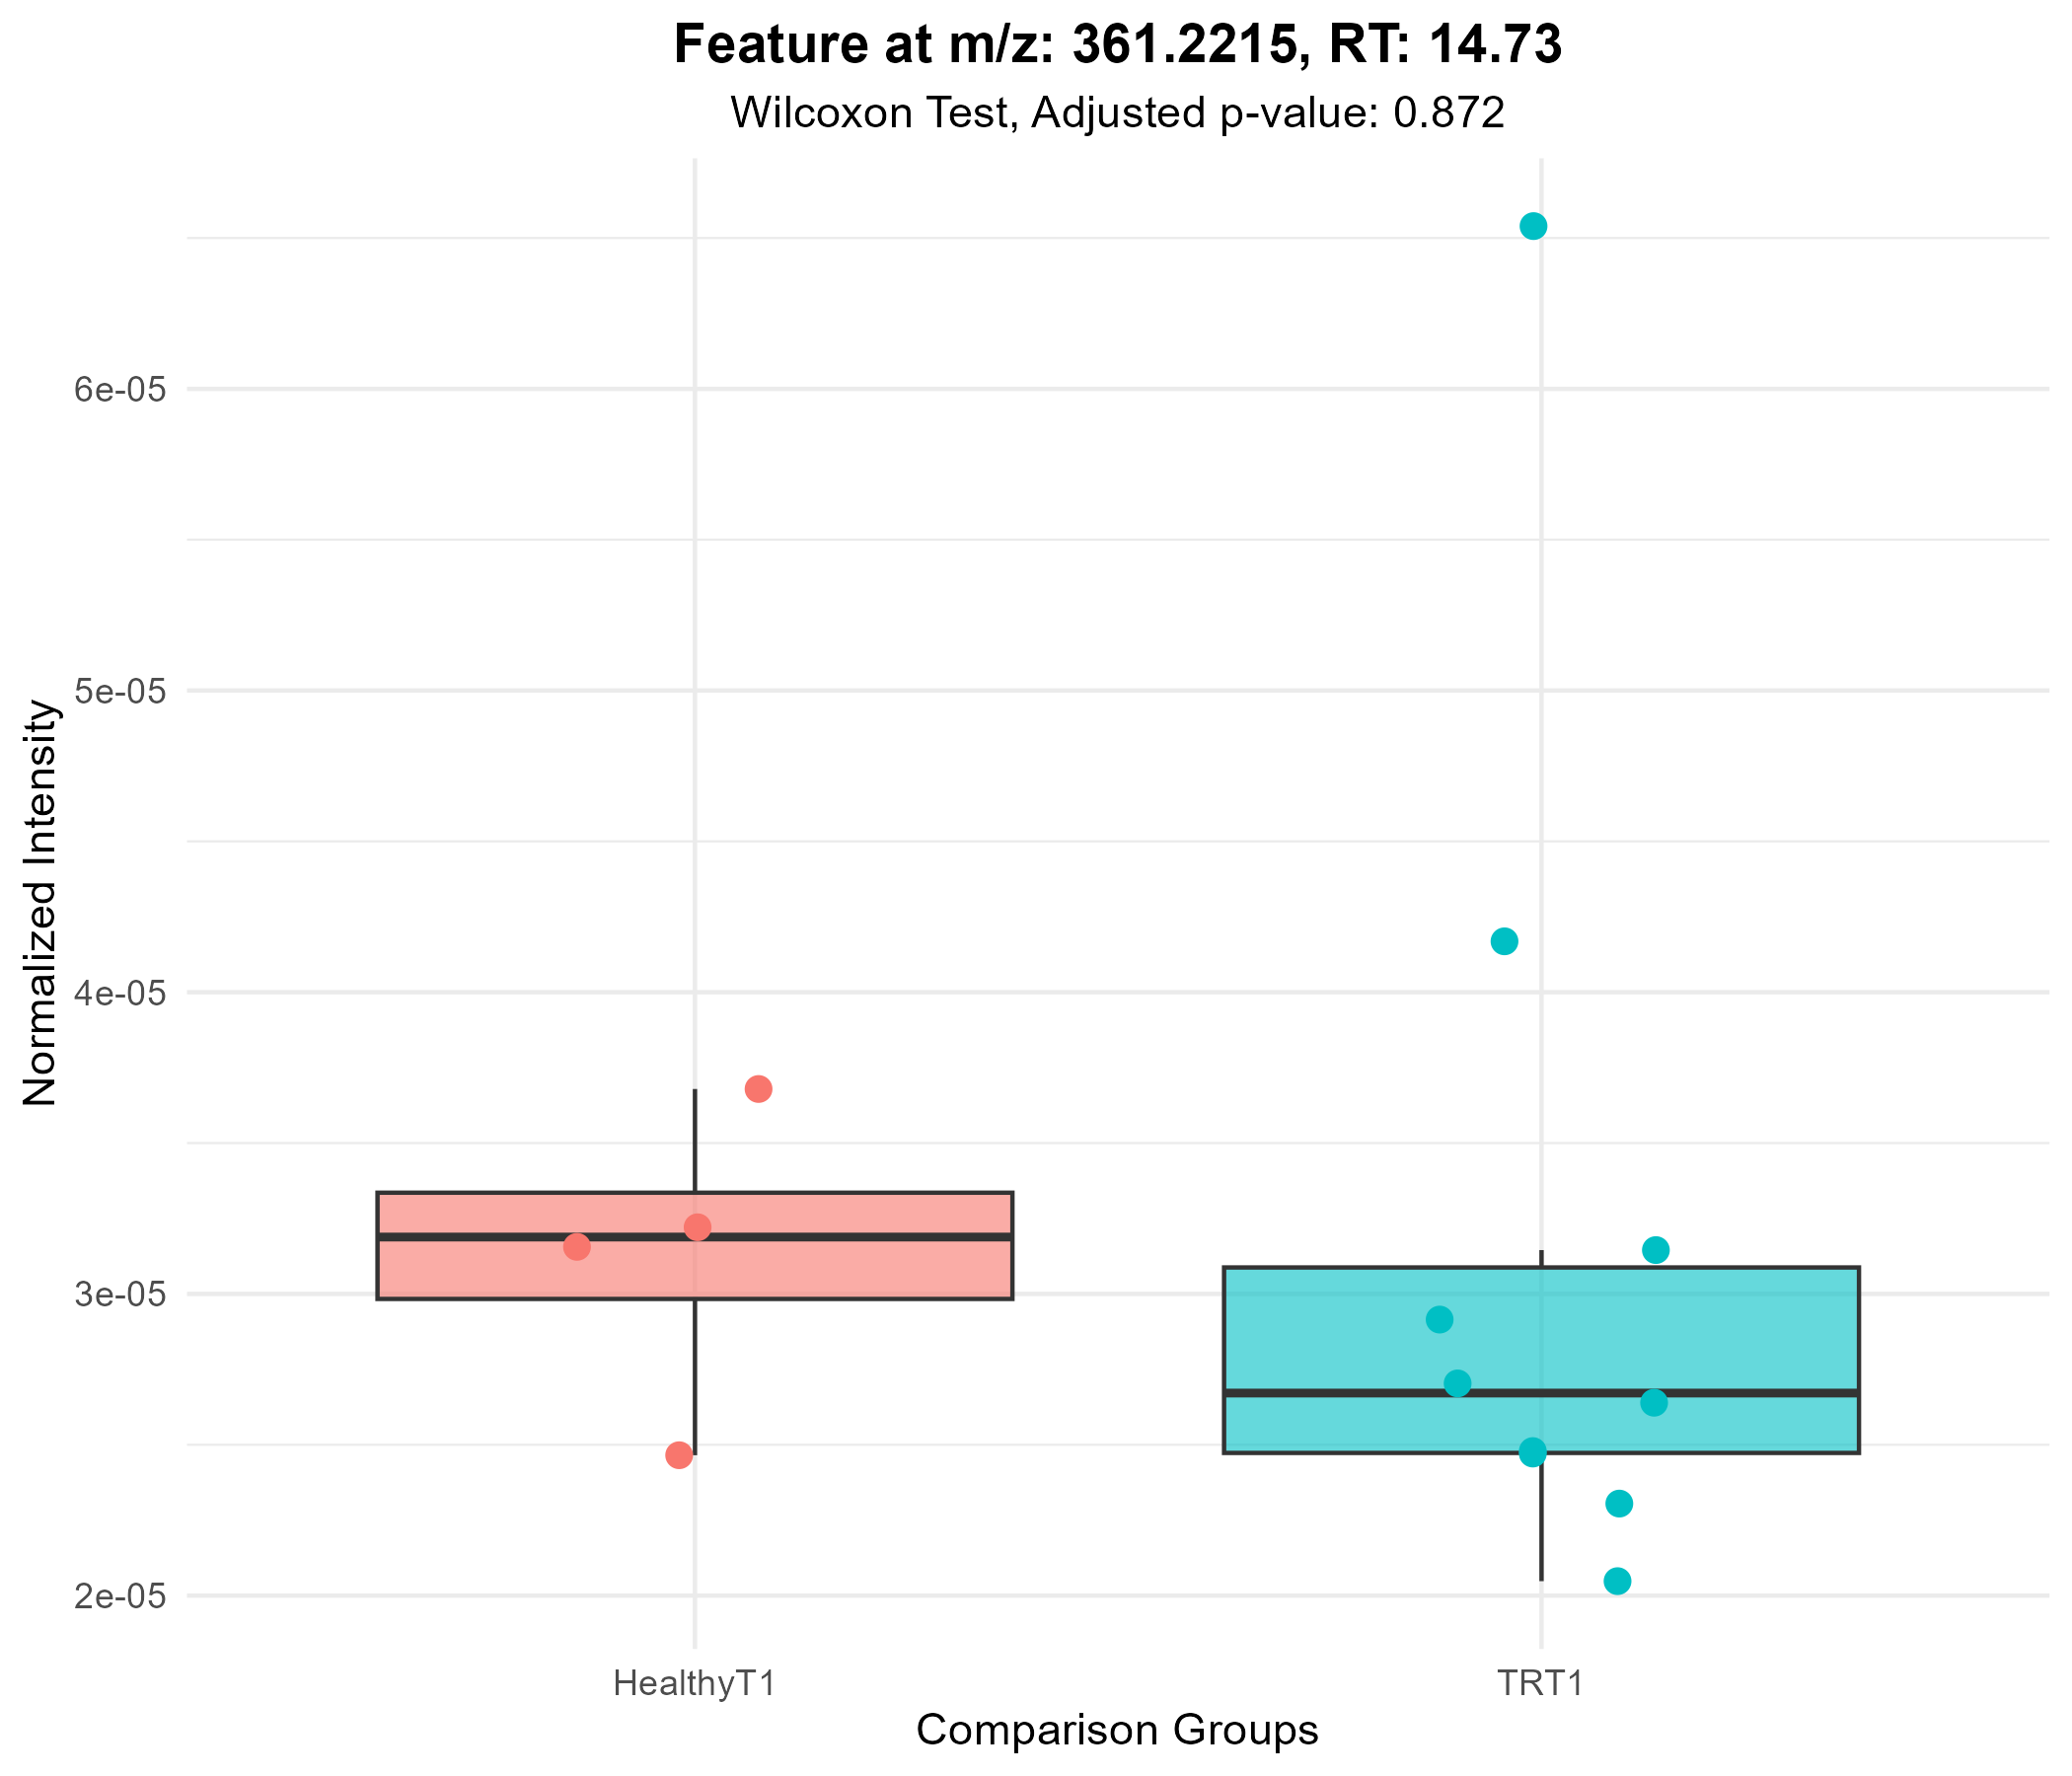 Feature at m/z: 361.2215, RT: 14.73
Wilcoxon Test, Adjusted p-value: 0.872
Normalized Intensity
6e-05
5e-05
4e-05
3e-05
2e-05
HealthyT1
TRT1
Comparison Groups